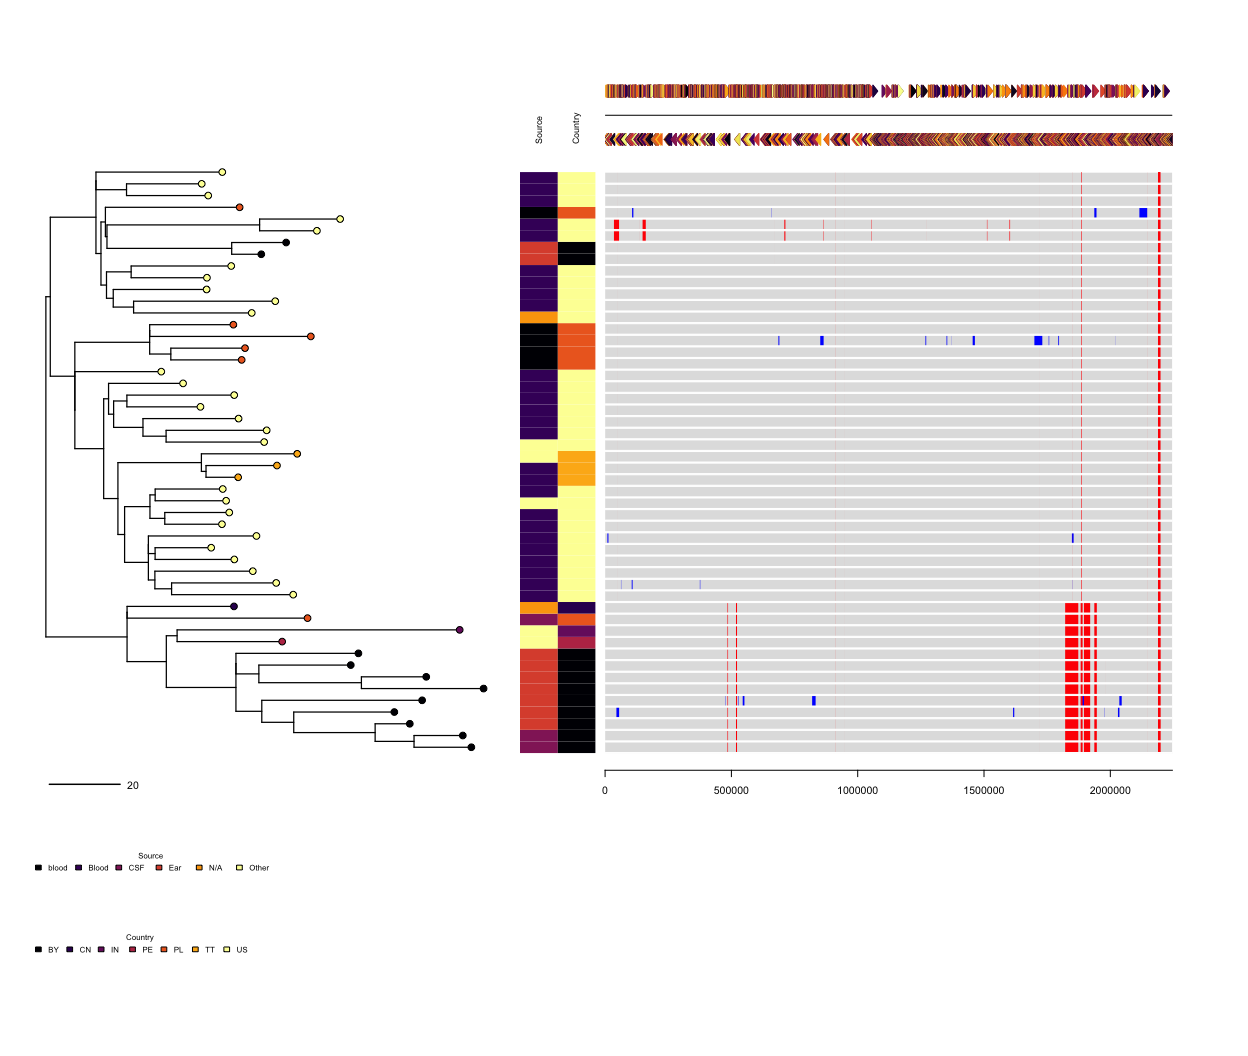 Source
Country
20
0 500000 1000000 1500000 2000000
Source
blood Blood CSF Ear N/A Other
Country
BY CN IN PE PL TT US